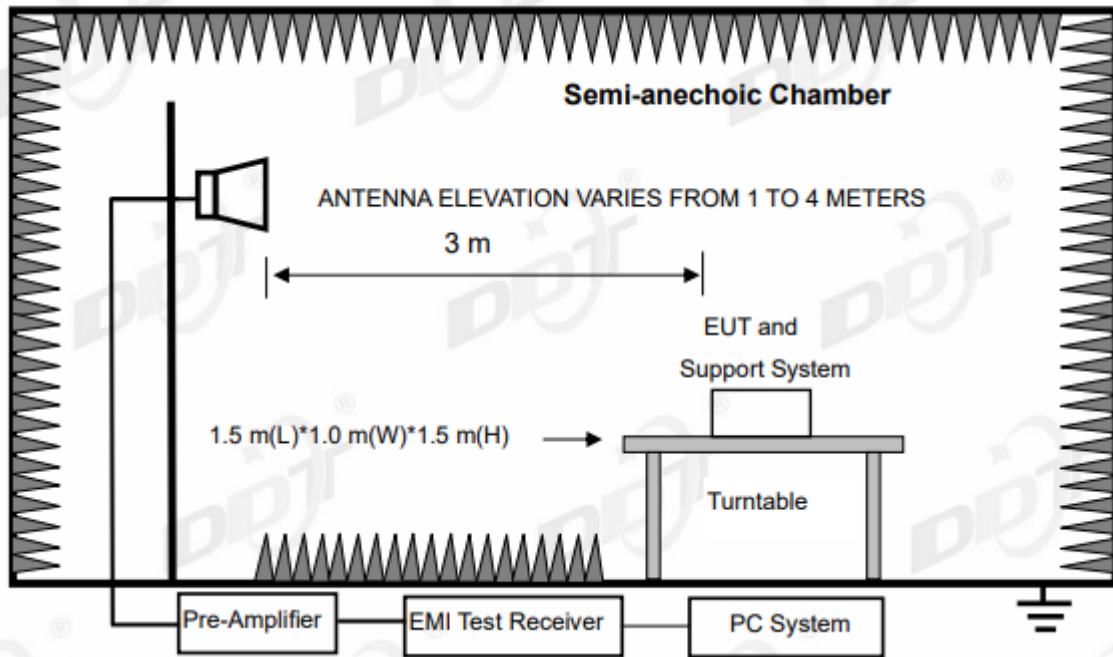 Semi-anechoic Chamber
ANTENNA ELEVATION VARIES FROM 1 TO 4 METERS
3 m
EUT and
Support System
1.5 m(L)*1.0 m(W)*1.5 m(H)
Turntable
Pre-Amplifier
EMI Test Receiver
PC System
DDT
®